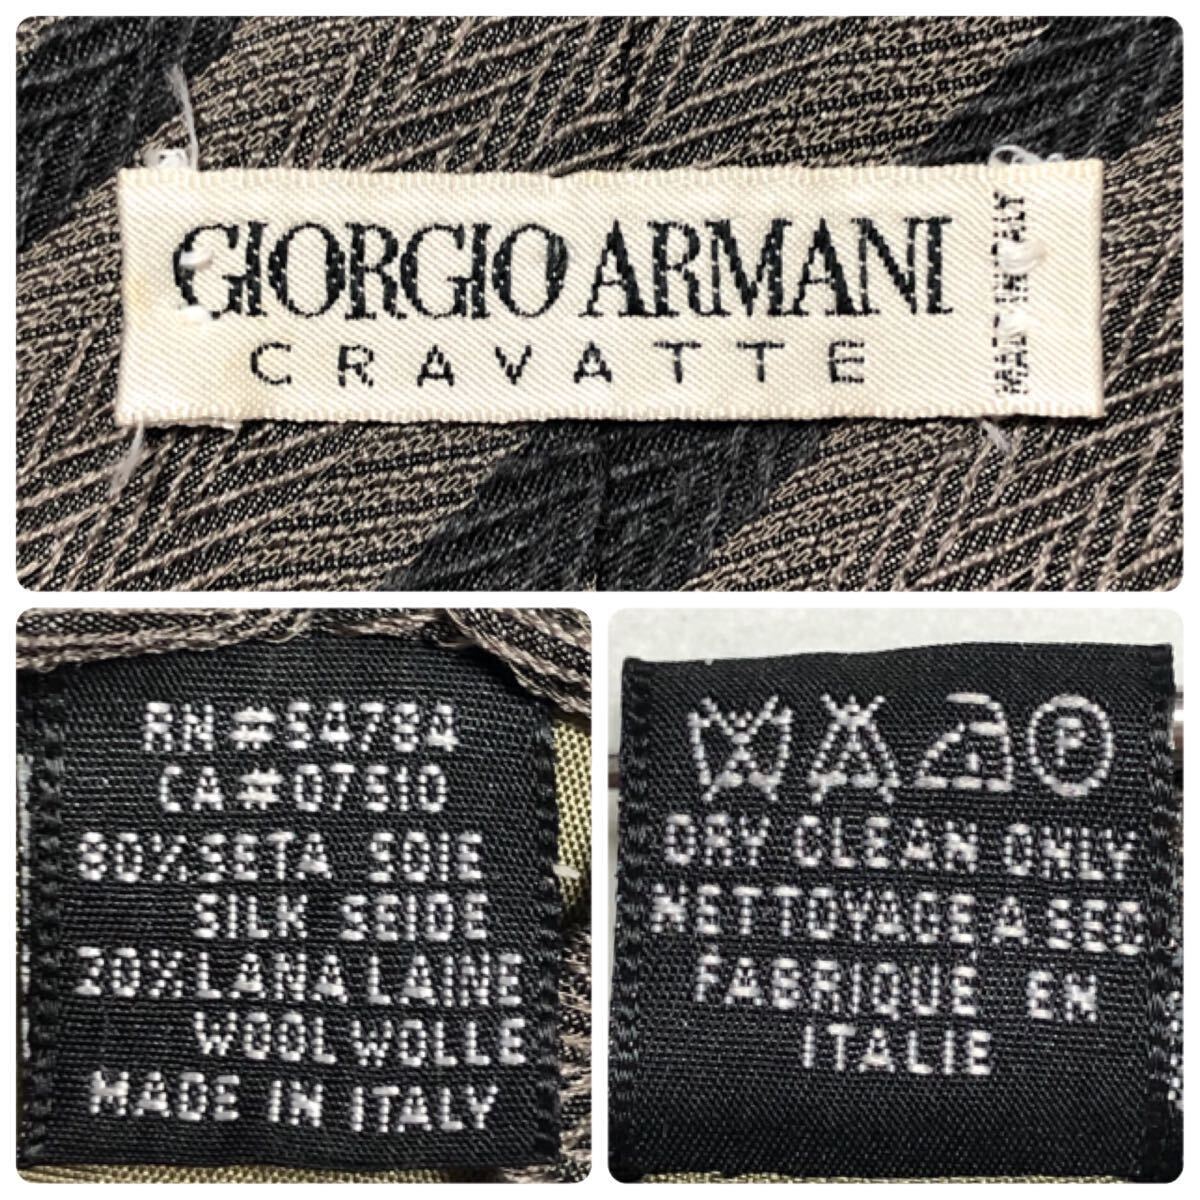 GIORGIO ARMANI
CRAVATTE
MADE IN ITALY
RN#54784
CA#07510
80%SETA SOIE
SILK SEIDE
20%LANA LAINE
WOOL WOLLE
MADE IN ITALY
P
DRY CLEAN ONLY
NETTOYAGE A SEC
FABRIQUÉ EN
ITALIE